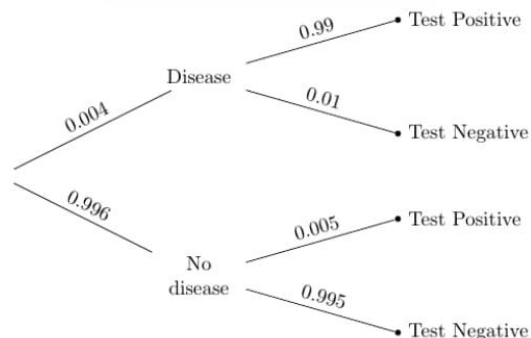 0.99
Test Positive
Disease
0.004
0.01
Test Negative
0.996
0.005
Test Positive
No
disease
0.995
Test Negative